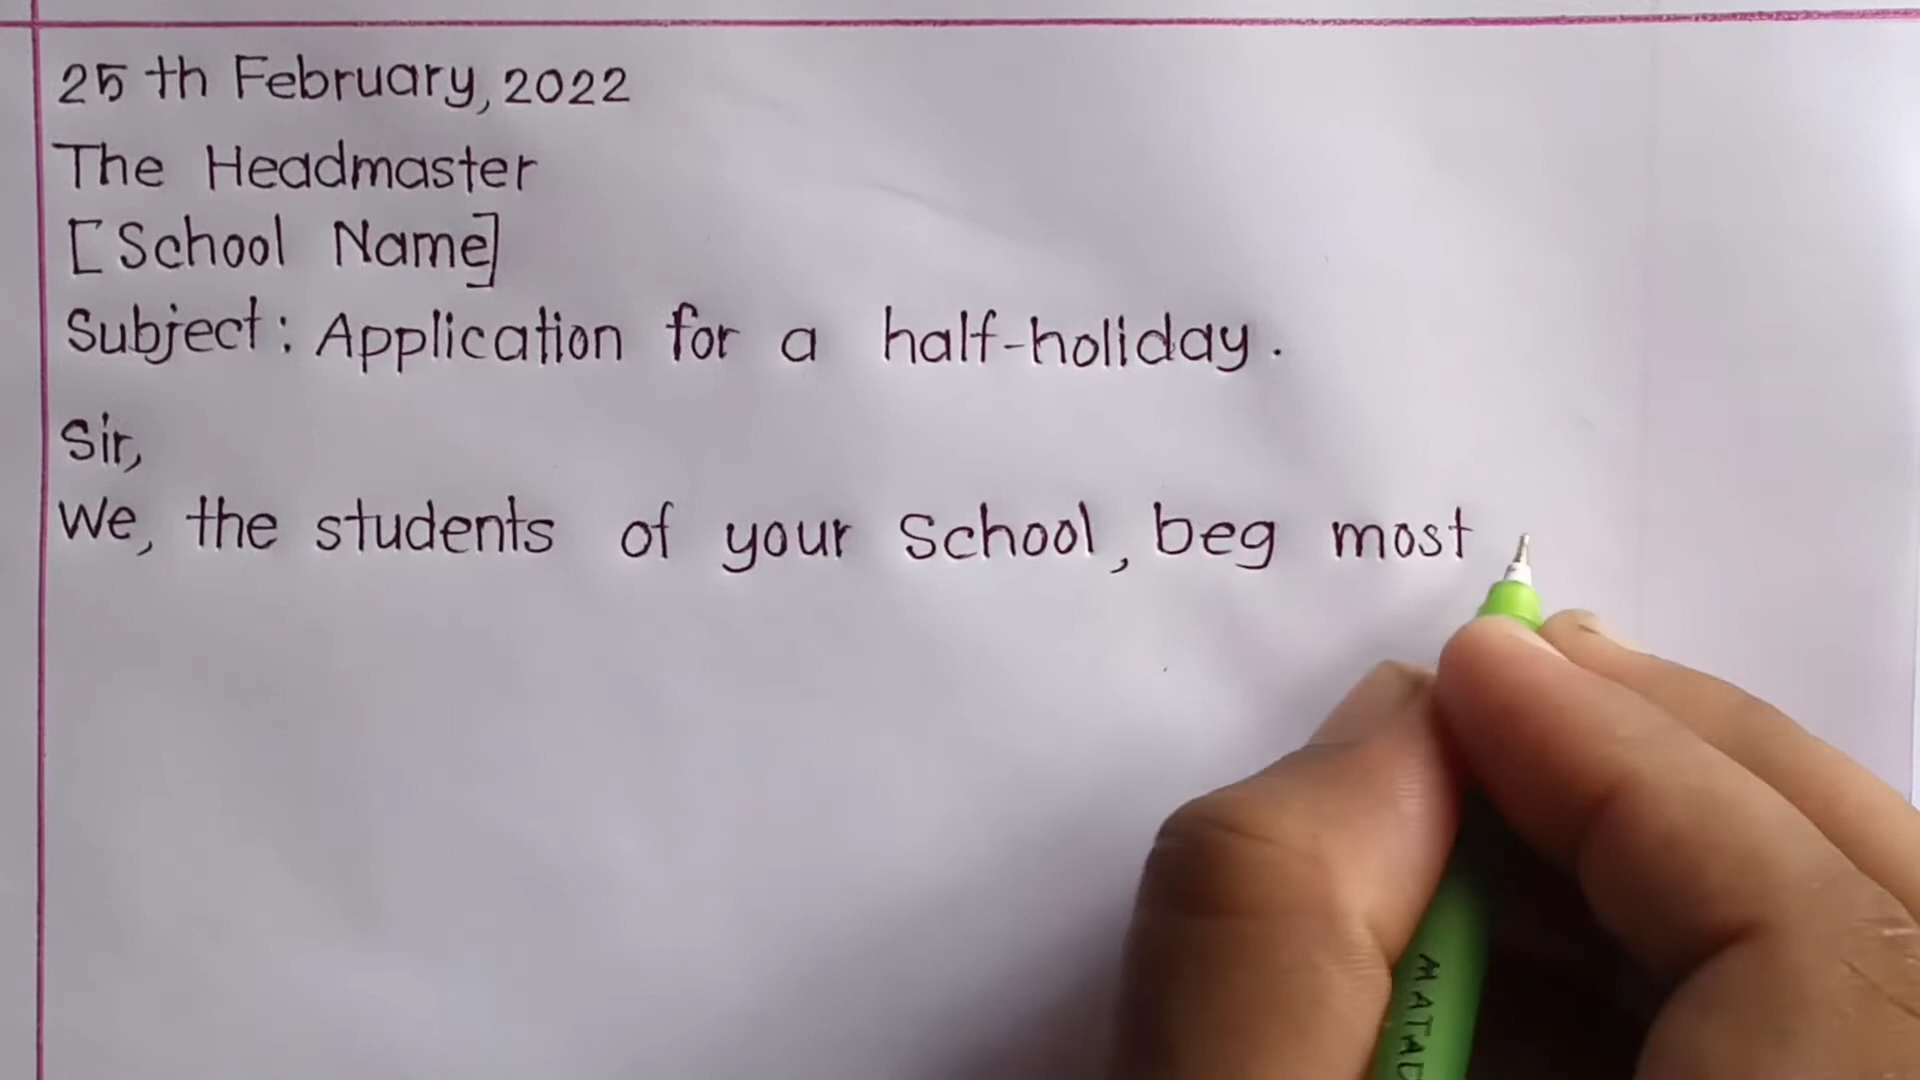 25 th February, 2022
The Headmaster
[School Name]
Subject: Application for a half-holiday.
Sir,
We, the students of your School, beg most
MATAD